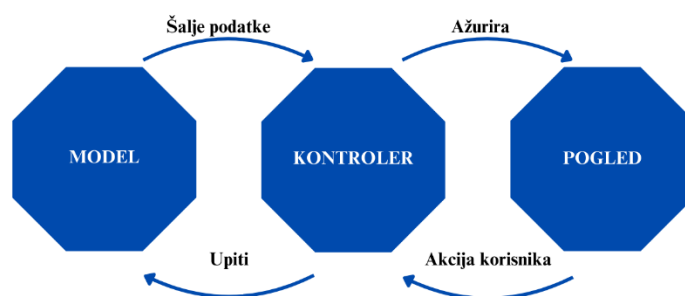 Šalje podatke
Ažurira
MODEL
KONTROLER
POGLED
Upiti
Akcija korisnika